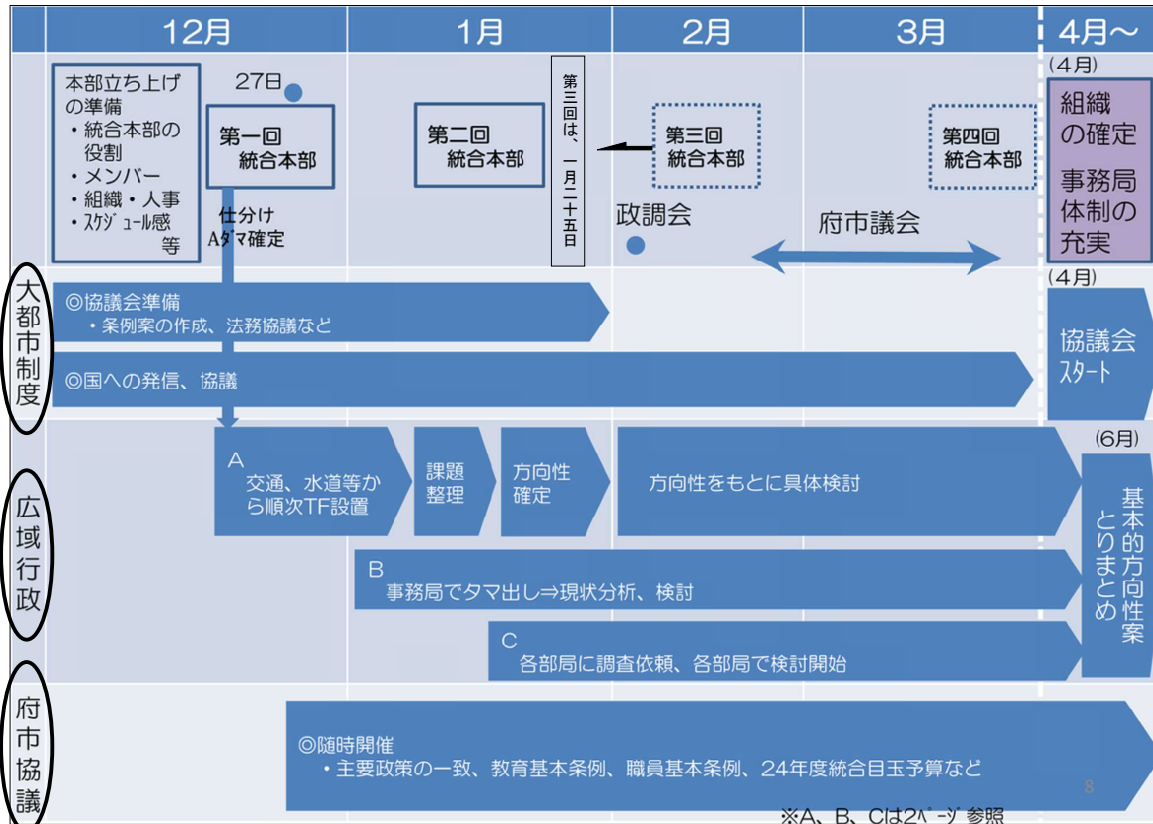 12月
1月
2月
3月
4月～
本部立ち上げ
の準備
・統合本部の
役割
・メンバー
・組織・人事
・ｽｹｼﾞｭｰﾙ感
等
27日
第一回
統合本部
仕分け
Aﾀﾞﾏ確定
第二回
統合本部
第三回は、一月二十五日
第三回
統合本部
政調会
府市議会
第四回
統合本部
(４月)
組織
の確定
事務局
体制の
充実
大都市制度
◎協議会準備
・条例案の作成、法務協議など
◎国への発信、協議
(４月)
協議会
ｽﾀｰﾄ
広域行政
A
交通、水道等か
ら順次TF設置
課題
整理
方向性
確定
方向性をもとに具体検討
B
事務局でタマ出し⇒現状分析、検討
C
各部局に調査依頼、各部局で検討開始
(６月)
基本的方向性案
とりまとめ
府市協議
◎随時開催
・主要政策の一致、教育基本条例、職員基本条例、24年度統合目玉予算など
8
※A、B、Cは2ﾍﾟｰｼﾞ参照